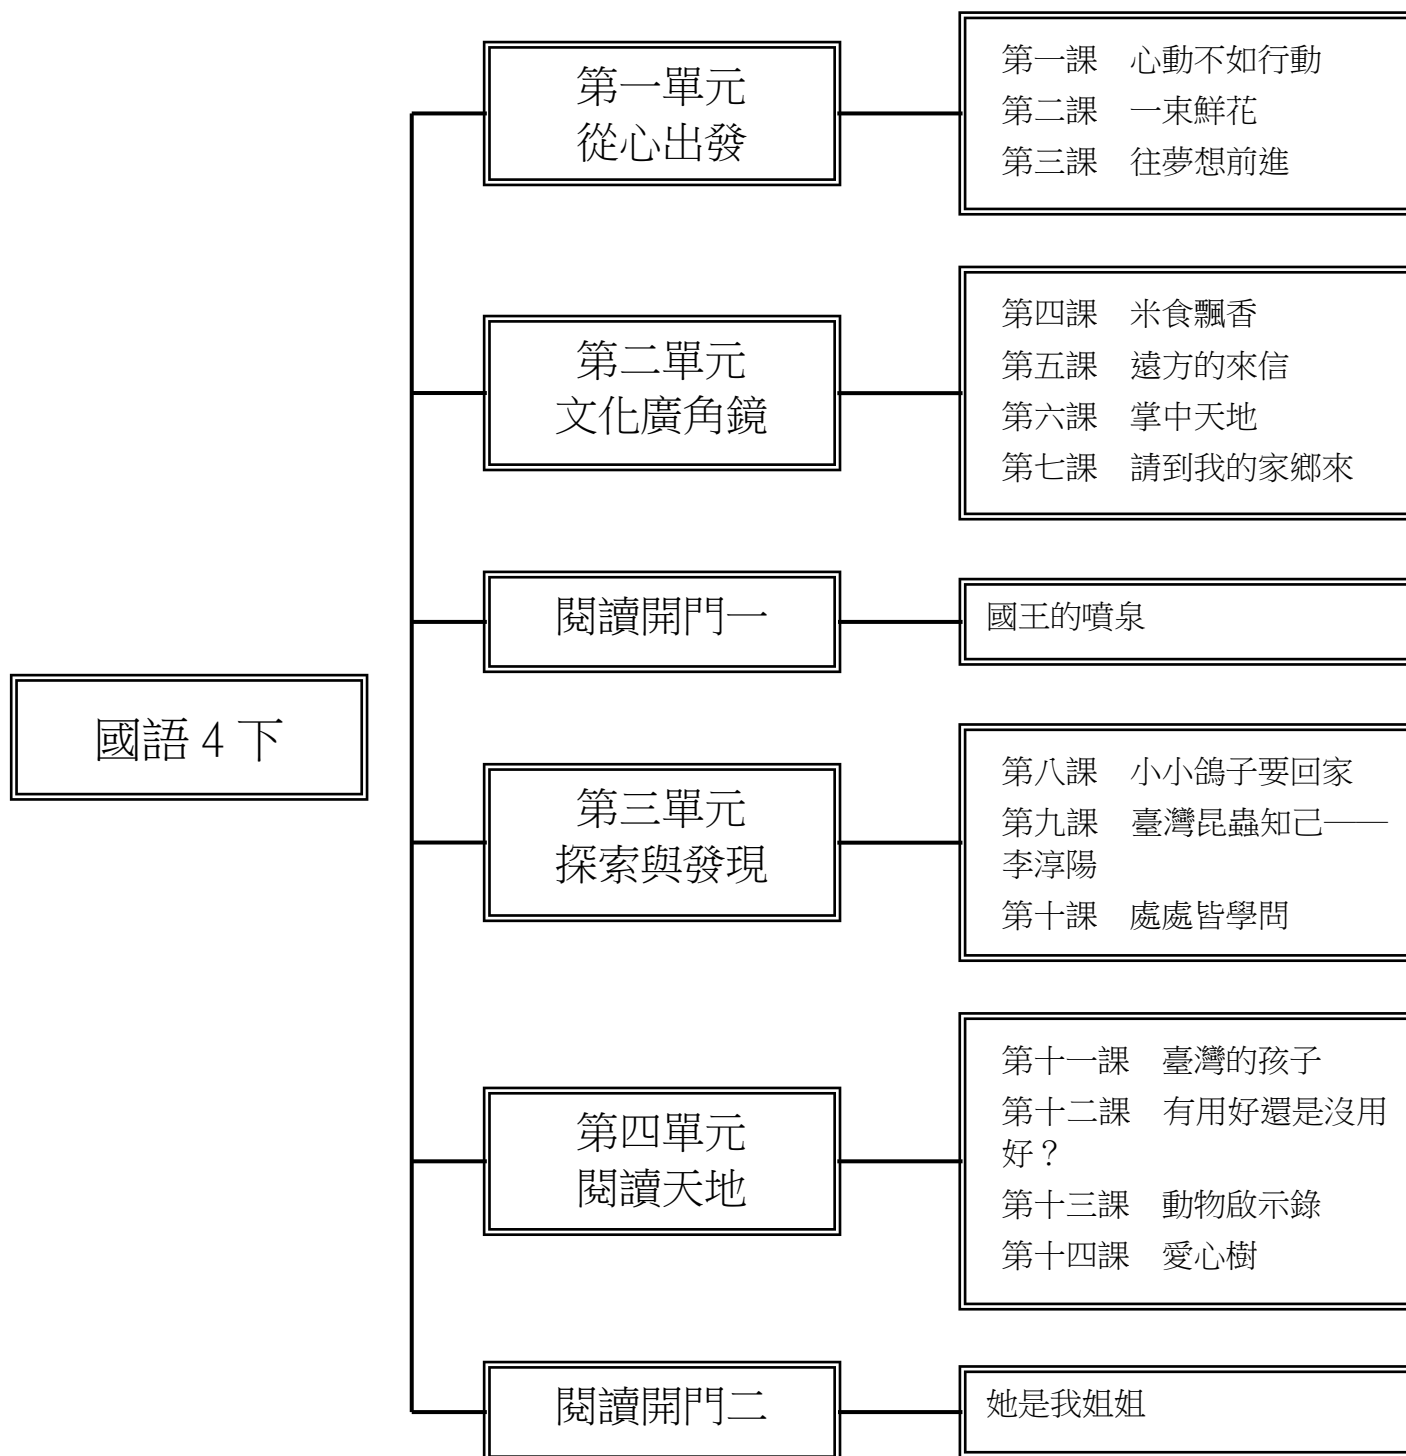 國語4下
第一單元
從心出發
第一課　心動不如行動
第二課　一束鮮花
第三課　往夢想前進
第二單元
文化廣角鏡
第四課　米食飄香
第五課　遠方的來信
第六課　掌中天地
第七課　請到我的家鄉來
閱讀開門一
國王的噴泉
第三單元
探索與發現
第八課　小小鴿子要回家
第九課　臺灣昆蟲知己——
李淳陽
第十課　處處皆學問
第四單元
閱讀天地
第十一課　臺灣的孩子
第十二課　有用好還是沒用
好？
第十三課　動物啟示錄
第十四課　愛心樹
閱讀開門二
她是我姐姐